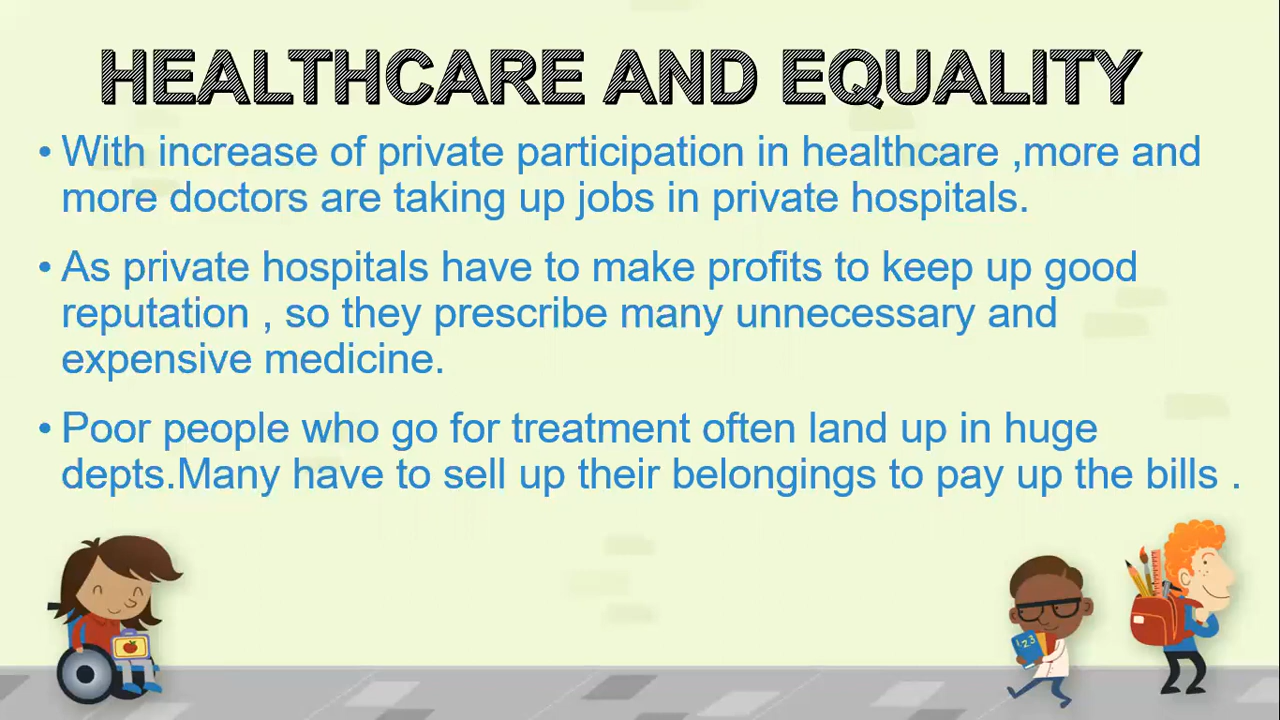 HEALTHCARE AND EQUALITY
• With increase of private participation in healthcare ,more and
more doctors are taking up jobs in private hospitals.
• As private hospitals have to make profits to keep up good
reputation , so they prescribe many unnecessary and
expensive medicine.
• Poor people who go for treatment often land up in huge
depts.Many have to sell up their belongings to pay up the bills .
123